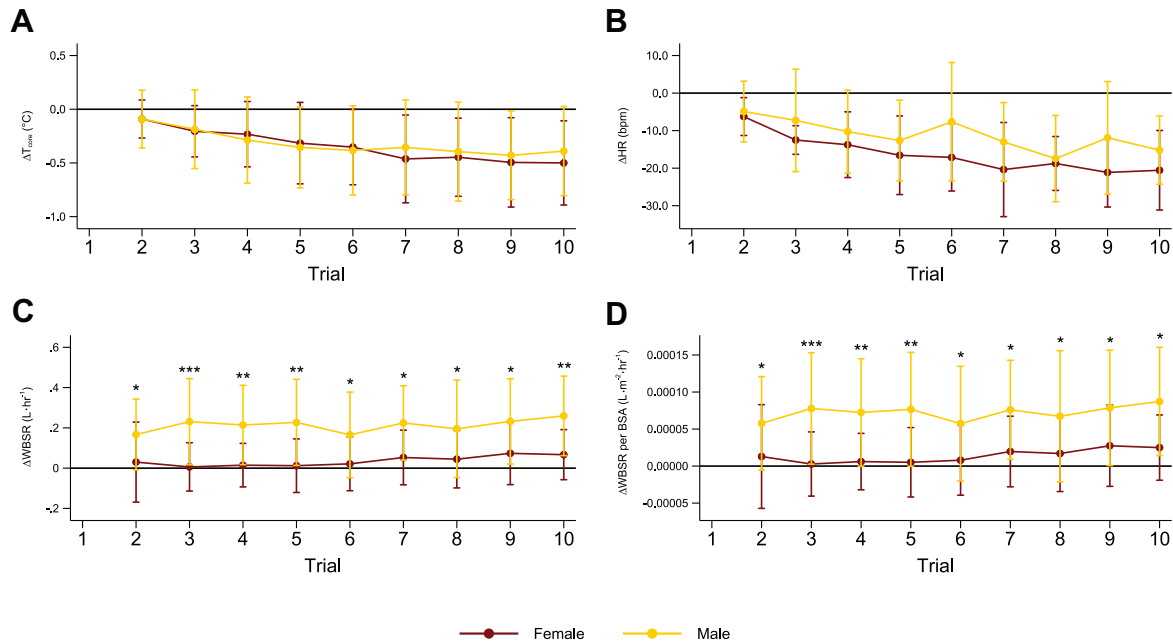 A
ΔTcore (°C)
0.5
0.0
-0.5
-1.0
1 2 3 4 5 6 7 8 9 10
Trial
B
ΔHR (bpm)
10.0
0.0
-10.0
-20.0
-30.0
1 2 3 4 5 6 7 8 9 10
Trial
C
ΔWBSR (L·hr⁻¹)
.6
.4
.2
0
-.2
* *** ** ** * * * * **
1 2 3 4 5 6 7 8 9 10
Trial
D
ΔWBSR per BSA (L·m⁻²·hr⁻¹)
0.00015
0.00010
0.00005
0.00000
-0.00005
* *** ** ** * * * * *
1 2 3 4 5 6 7 8 9 10
Trial
Female Male